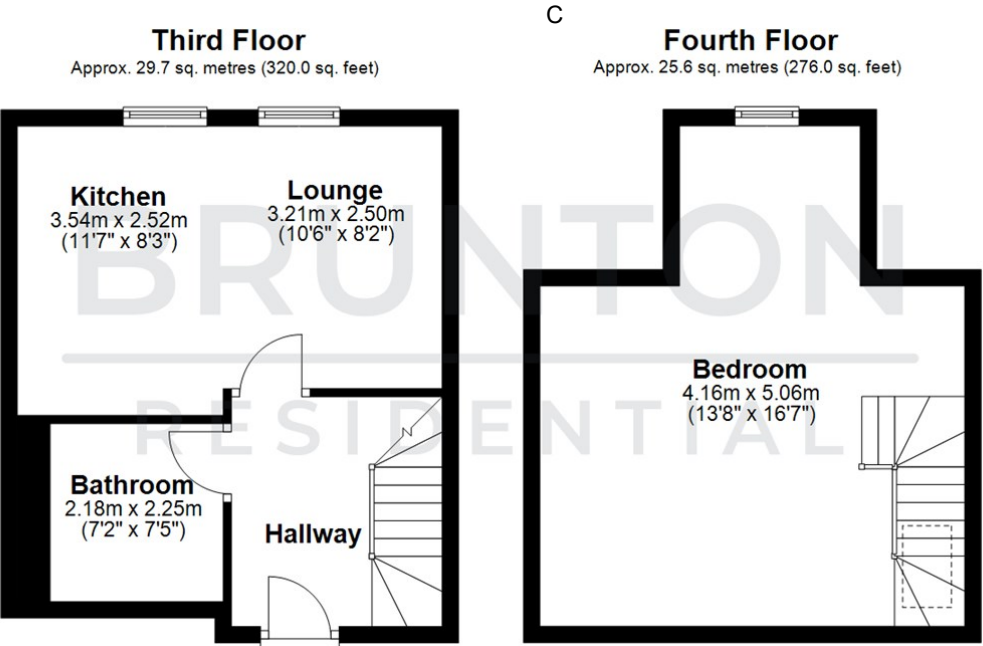 C
Third Floor
Approx. 29.7 sq. metres (320.0 sq. feet)
Fourth Floor
Approx. 25.6 sq. metres (276.0 sq. feet)
Kitchen
3.54m x 2.52m
(11'7" x 8'3")
Lounge
3.21m x 2.50m
(10'6" x 8'2")
BRUNTON
RESIDENTIAL
Bedroom
4.16m x 5.06m
(13'8" x 16'7")
Bathroom
2.18m x 2.25m
(7'2" x 7'5")
Hallway